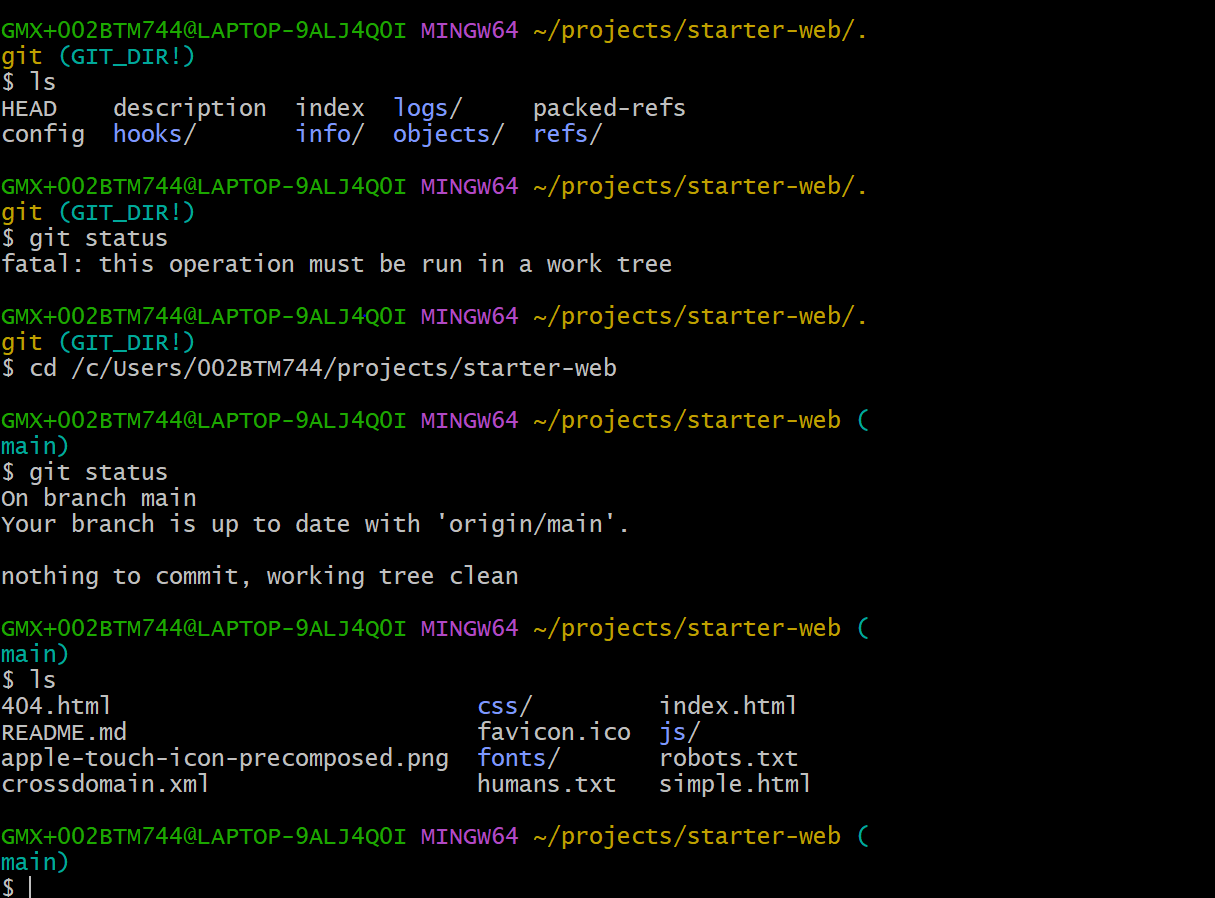 GMX+002BTM744@LAPTOP-9ALJ4Q0I MINGW64 ~/projects/starter-web/.
git (GIT_DIR!)
$ ls
HEAD    description  index  logs/     packed-refs
config  hooks/       info/  objects/  refs/
GMX+002BTM744@LAPTOP-9ALJ4Q0I MINGW64 ~/projects/starter-web/.
git (GIT_DIR!)
$ git status
fatal: this operation must be run in a work tree
GMX+002BTM744@LAPTOP-9ALJ4Q0I MINGW64 ~/projects/starter-web/.
git (GIT_DIR!)
$ cd /c/Users/002BTM744/projects/starter-web
GMX+002BTM744@LAPTOP-9ALJ4Q0I MINGW64 ~/projects/starter-web (
main)
$ git status
On branch main
Your branch is up to date with 'origin/main'.
nothing to commit, working tree clean
GMX+002BTM744@LAPTOP-9ALJ4Q0I MINGW64 ~/projects/starter-web (
main)
$ ls
404.html                          css/         index.html
README.md                         favicon.ico  js/
apple-touch-icon-precomposed.png  fonts/       robots.txt
crossdomain.xml                   humans.txt   simple.html
GMX+002BTM744@LAPTOP-9ALJ4Q0I MINGW64 ~/projects/starter-web (
main)
$